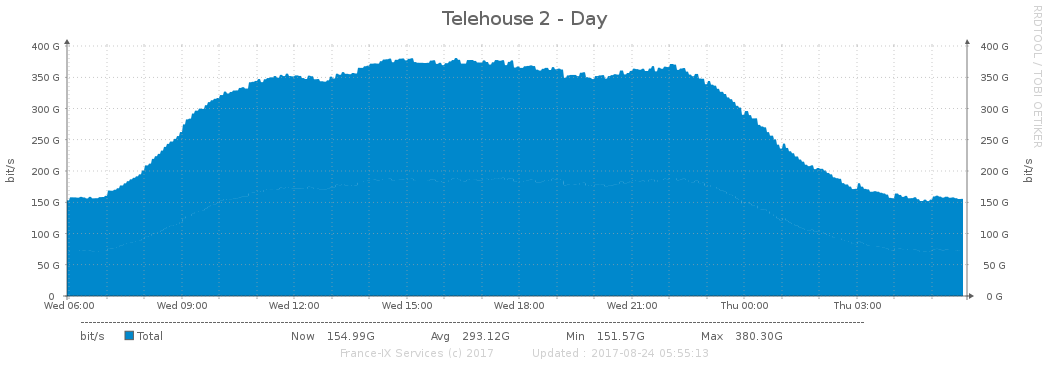 Telehouse 2 - Day
RRDTOOL / TOBI OETIKER
400 G 400 G
350 G 350 G
300 G 300 G
250 G 250 G
200 G 200 G
150 G 150 G
100 G 100 G
50 G 50 G
0 0 G
bit/s bit/s
Wed 06:00 Wed 09:00 Wed 12:00 Wed 15:00 Wed 18:00 Wed 21:00 Thu 00:00 Thu 03:00
bit/s Total Now 154.99G Avg 293.12G Min 151.57G Max 380.30G
France-IX Services (c) 2017 Updated : 2017-08-24 05:55:13